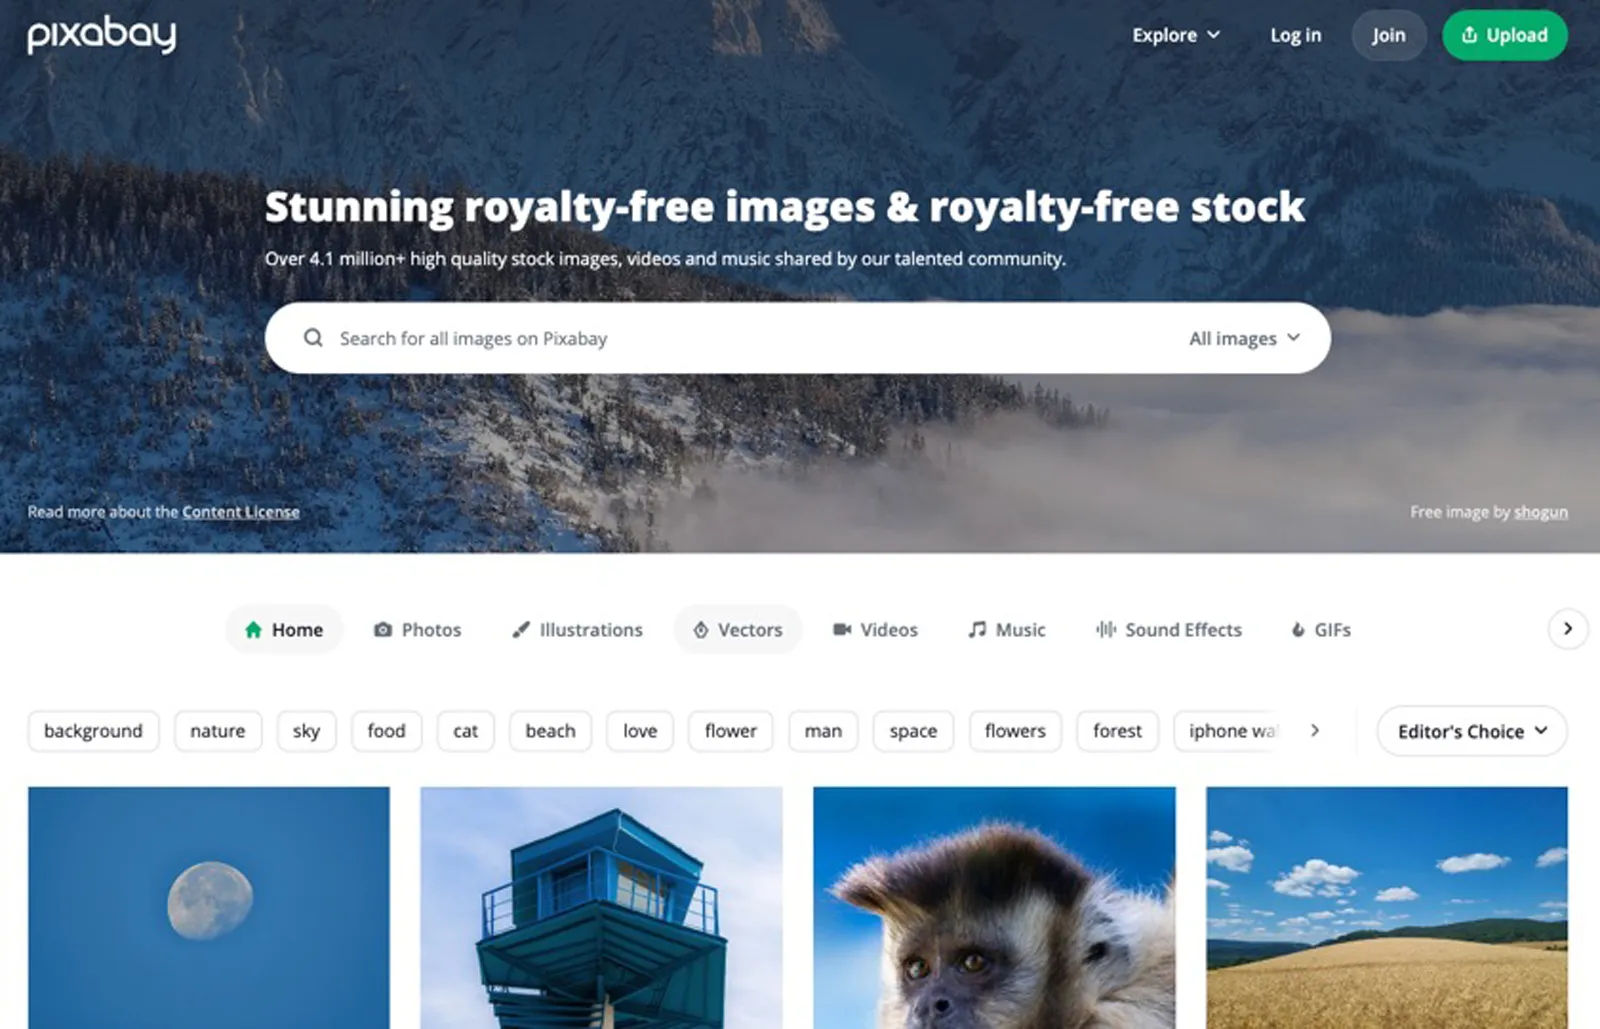 pixabay
Explore
Log in
Join
Upload
Stunning royalty-free images & royalty-free stock
Over 4.1 million+ high quality stock images, videos and music shared by our talented community.
Search for all images on Pixabay
All images
Read more about the Content License
Free image by shogun
Home
Photos
Illustrations
Vectors
Videos
Music
Sound Effects
GIFs
background
nature
sky
food
cat
beach
love
flower
man
space
flowers
forest
iphone
Editor's Choice